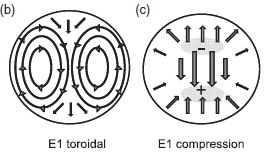 (b)
(c)
−
+
E1 toroidal
E1 compression